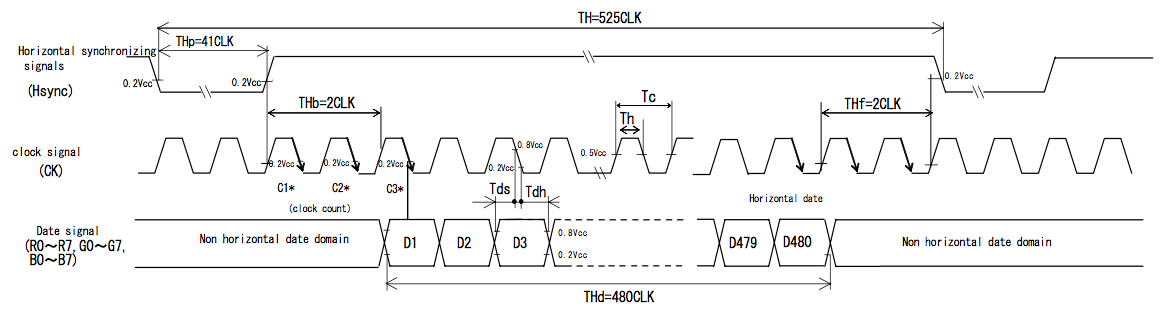 TH=525CLK
THp=41CLK
Horizontal synchronizing
signals
(Hsync)
0.2Vcc
0.2Vcc
0.2Vcc
THb=2CLK
Tc
Th
THf=2CLK
clock signal
(CK)
0.2Vcc
0.2Vcc
0.2Vcc
0.8Vcc
0.2Vcc
0.5Vcc
C1*
C2*
C3*
(clock count)
Tds
Tdh
Horizontal date
Date signal
(R0～R7, G0～G7,
B0～B7)
Non horizontal date domain
D1
D2
D3
0.8Vcc
0.2Vcc
D479
D480
Non horizontal date domain
THd=480CLK